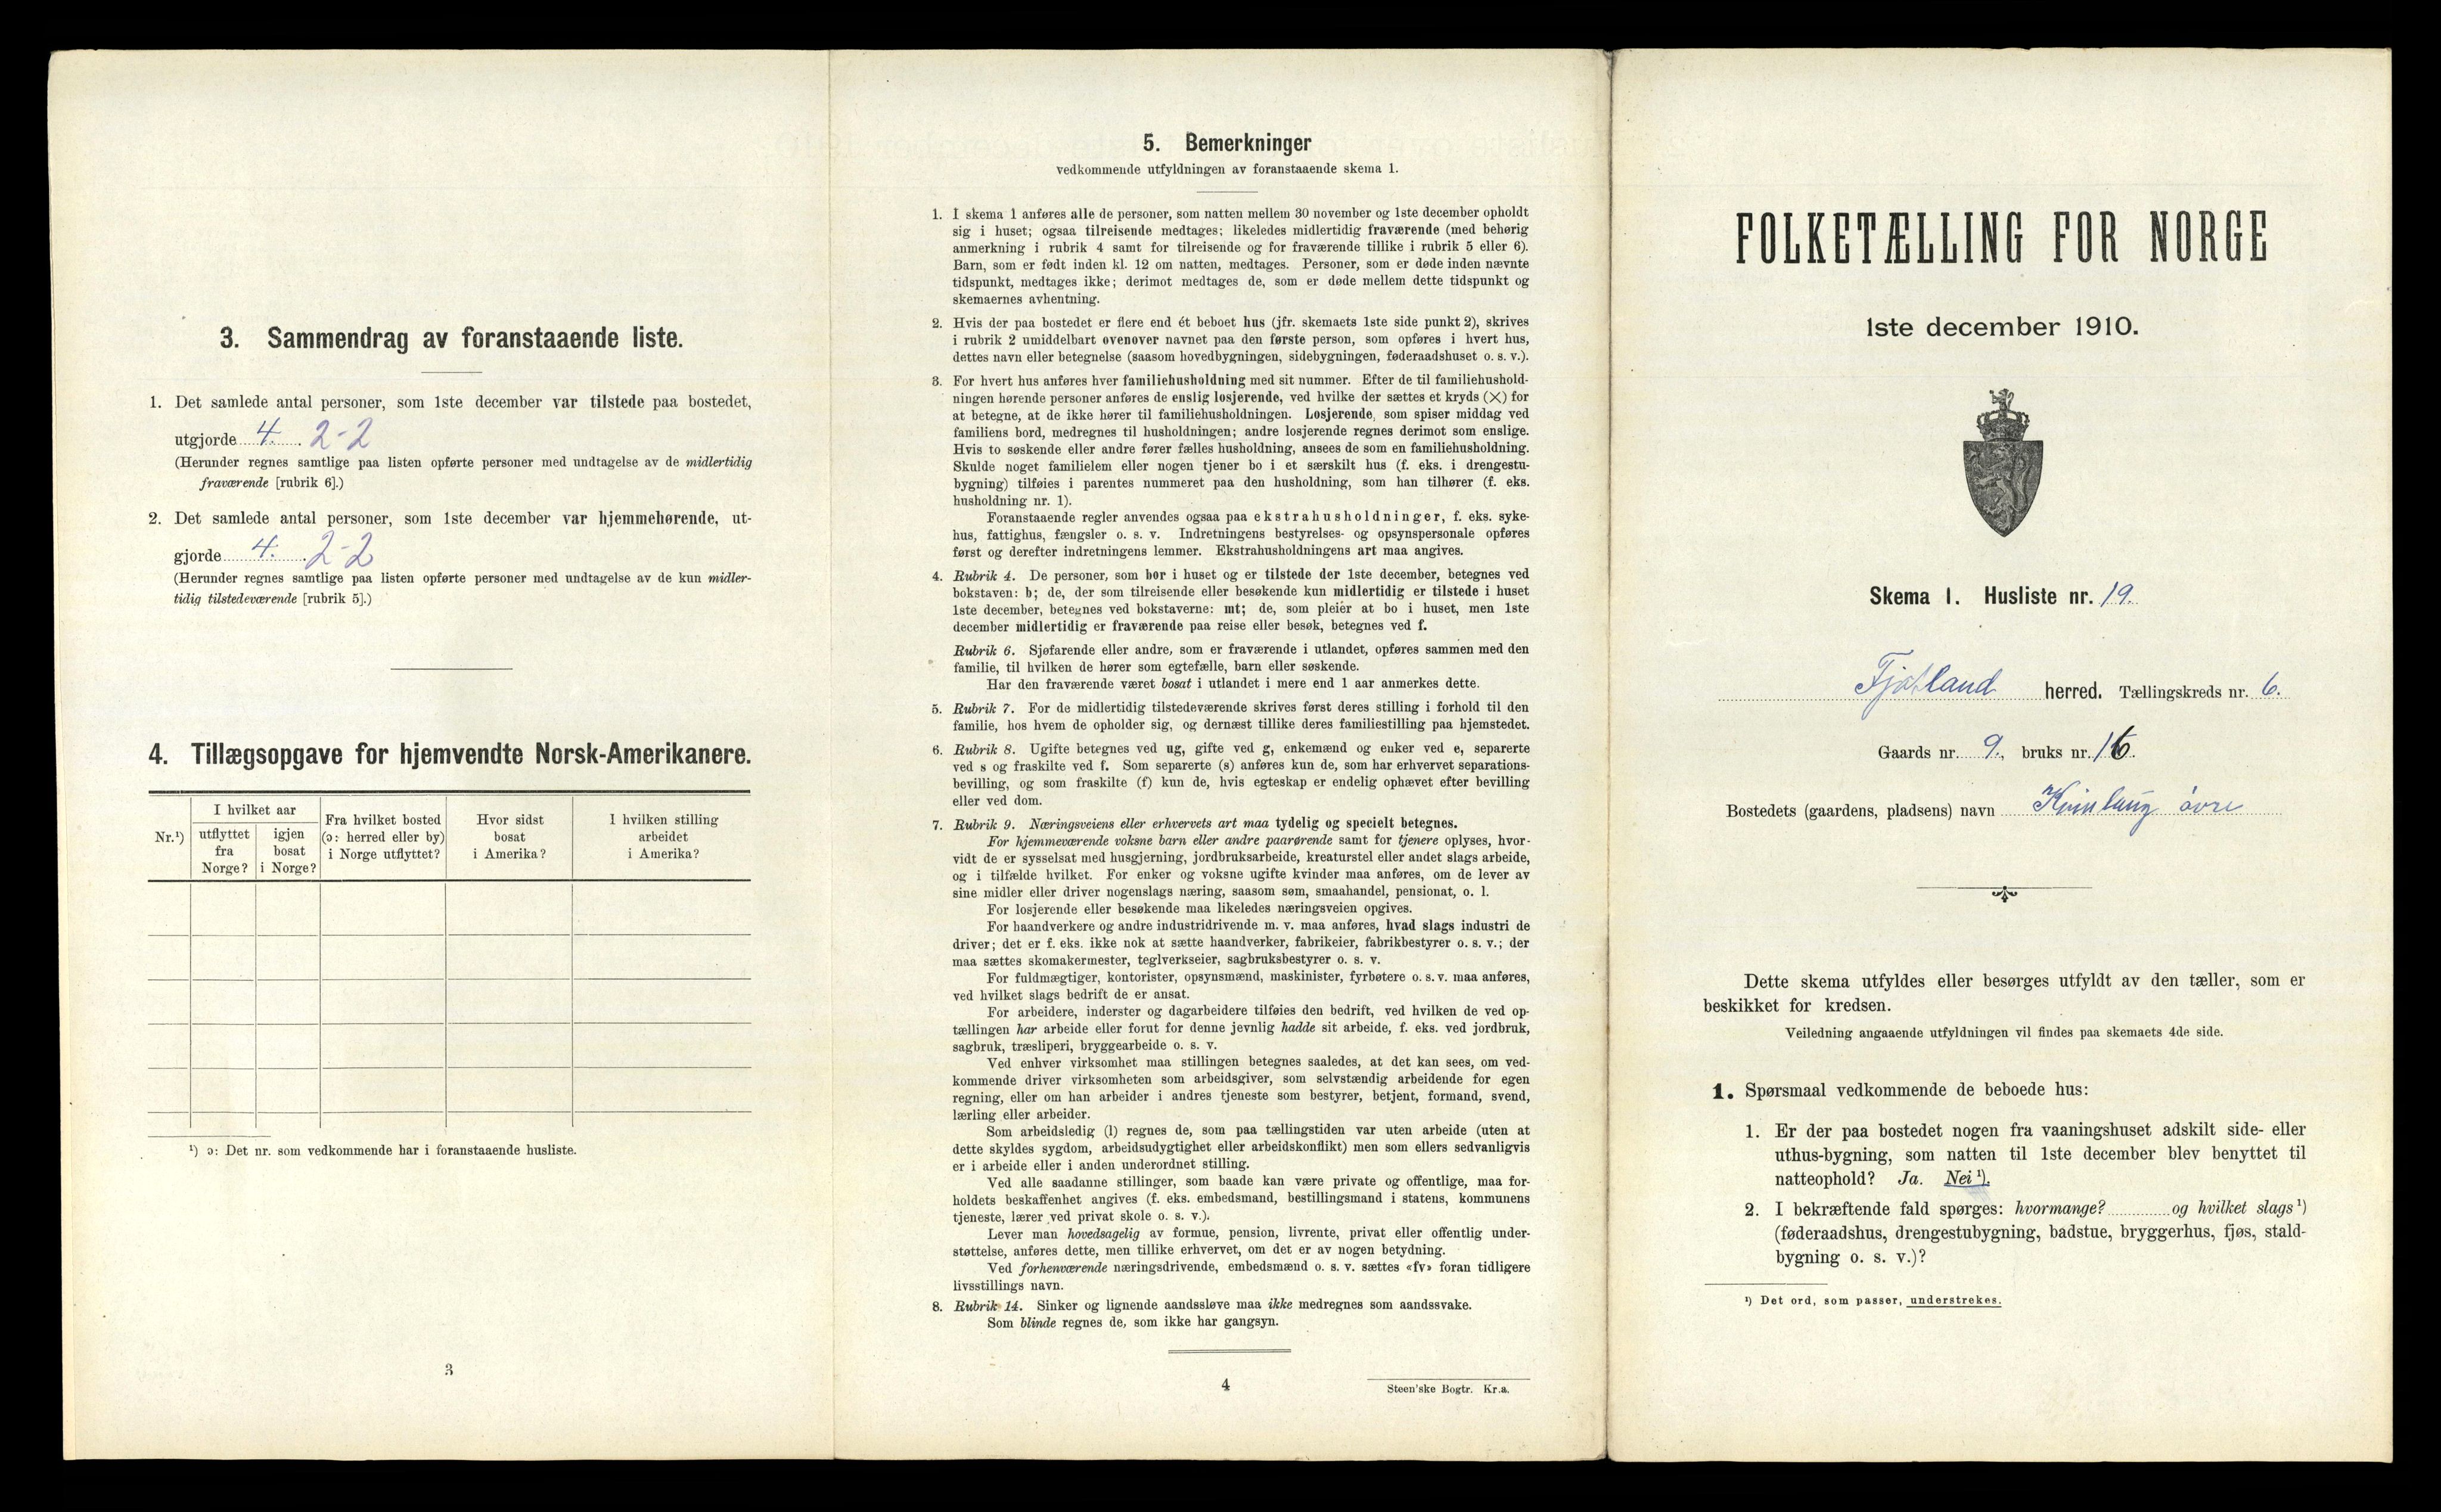 3. Sammendrag av foranstaaende liste.
1. Det samlede antal personer, som 1ste december var tilstede paa bostedet,
utgjorde 4. 2-2
(Herunder regnes samtlige paa listen opførte personer med undtagelse av de midlertidig
fraværende [rubrik 6].)
2. Det samlede antal personer, som 1ste december var hjemmehørende, ut-
gjorde 4. 2-2
(Herunder regnes samtlige paa listen opførte personer med undtagelse av de kun midler-
tidig tilstedeværende [rubrik 5].)
4. Tillægsopgave for hjemvendte Norsk-Amerikanere.
Nr.¹)
I hvilket aar
utflyttet
fra
Norge?
igjen
bosat
i Norge?
Fra hvilket bosted
(ɔ: herred eller by)
i Norge utflyttet?
Hvor sidst
bosat
i Amerika?
I hvilken stilling
arbeidet
i Amerika?
¹) ɔ: Det nr. som vedkommende har i foranstaaende husliste.
3
5. Bemerkninger
vedkommende utfyldningen av foranstaaende skema 1.
1. I skema 1 anføres alle de personer, som natten mellem 30 november og 1ste december opholdt
sig i huset; ogsaa tilreisende medtages; likeledes midlertidig fraværende (med behørig
anmerkning i rubrik 4 samt for tilreisende og for fraværende tillike i rubrik 5 eller 6).
Barn, som er født inden kl. 12 om natten, medtages. Personer, som er døde inden nævnte
tidspunkt, medtages ikke; derimot medtages de, som er døde mellem dette tidspunkt og
skemaernes avhentning.
2. Hvis der paa bostedet er flere end ét beboet hus (jfr. skemaets 1ste side punkt 2), skrives
i rubrik 2 umiddelbart ovenover navnet paa den første person, som opføres i hvert hus,
dettes navn eller betegnelse (saasom hovedbygningen, sidebygningen, føderaadshuset o. s. v.).
3. For hvert hus anføres hver familiehusholdning med sit nummer. Efter de til familiehushold-
ningen hørende personer anføres de enslig losjerende, ved hvilke der sættes et kryds (×) for
at betegne, at de ikke hører til familiehusholdningen. Losjerende, som spiser middag ved
familiens bord, medregnes til husholdningen; andre losjerende regnes derimot som enslige.
Hvis to søskende eller andre fører fælles husholdning, ansees de som en familiehusholdning.
Skulde noget familielem eller nogen tjener bo i et særskilt hus (f. eks. i drengestu-
bygning) tilføies i parentes nummeret paa den husholdning, som han tilhører (f. eks.
husholdning nr. 1).
Foranstaaende regler anvendes ogsaa paa ekstrahusholdninger, f. eks. syke-
hus, fattighus, fængsler o. s. v. Indretningens bestyrelses- og opsynspersonale opføres
først og derefter indretningens lemmer. Ekstrahusholdningens art maa angives.
4. Rubrik 4. De personer, som bor i huset og er tilstede der 1ste december, betegnes ved
bokstaven: b; de, der som tilreisende eller besøkende kun midlertidig er tilstede i huset
1ste december, betegnes ved bokstaverne: mt; de, som pleier at bo i huset, men 1ste
december midlertidig er fraværende paa reise eller besøk, betegnes ved f.
Rubrik 6. Sjøfarende eller andre, som er fraværende i utlandet, opføres sammen med den
familie, til hvilken de hører som egtefælle, barn eller søskende.
Har den fraværende været bosat i utlandet i mere end 1 aar anmerkes dette.
5. Rubrik 7. For de midlertidig tilstedeværende skrives først deres stilling i forhold til den
familie, hos hvem de opholder sig, og dernæst tillike deres familiestilling paa hjemstedet.
6. Rubrik 8. Ugifte betegnes ved ug, gifte ved g, enkemænd og enker ved e, separerte
ved s og fraskilte ved f. Som separerte (s) anføres kun de, som har erhvervet separations-
bevilling, og som fraskilte (f) kun de, hvis egteskap er endelig ophævet efter bevilling
eller ved dom.
7. Rubrik 9. Næringsveiens eller erhvervets art maa tydelig og specielt betegnes.
For hjemmeværende voksne barn eller andre paarørende samt for tjenere oplyses, hvor-
vidt de er sysselsat med husgjerning, jordbruksarbeide, kreaturstel eller andet slags arbeide,
og i tilfælde hvilket. For enker og voksne ugifte kvinder maa anføres, om de lever av
sine midler eller driver nogenslags næring, saasom søm, smaahandel, pensionat, o. l.
For losjerende eller besøkende maa likeledes næringsveien opgives.
For haandverkere og andre industridrivende m. v. maa anføres, hvad slags industri de
driver; det er f. eks. ikke nok at sætte haandverker, fabrikeier, fabrikbestyrer o. s. v.; der
maa sættes skomakermester, teglverkseier, sagbruksbestyrer o. s. v.
For fuldmægtiger, kontorister, opsynsmænd, maskinister, fyrbøtere o. s. v. maa anføres,
ved hvilket slags bedrift de er ansat.
For arbeidere, inderster og dagarbeidere tilføies den bedrift, ved hvilken de ved op-
tællingen har arbeide eller forut for denne jevnlig hadde sit arbeide, f. eks. ved jordbruk,
sagbruk, træsliperi, bryggearbeide o. s. v.
Ved enhver virksomhet maa stillingen betegnes saaledes, at det kan sees, om ved-
kommende driver virksomheten som arbeidsgiver, som selvstændig arbeidende for egen
regning, eller om han arbeider i andres tjeneste som bestyrer, betjent, formand, svend,
lærling eller arbeider.
Som arbeidsledig (l) regnes de, som paa tællingstiden var uten arbeide (uten at
dette skyldes sygdom, arbeidsudygtighet eller arbeidskonflikt) men som ellers sedvanligvis
er i arbeide eller i anden underordnet stilling.
Ved alle saadanne stillinger, som baade kan være private og offentlige, maa for-
holdets beskaffenhet angives (f. eks. embedsmand, bestillingsmand i statens, kommunens
tjeneste, lærer ved privat skole o. s. v.).
Lever man hovedsagelig av formue, pension, livrente, privat eller offentlig under-
støttelse, anføres dette, men tillike erhvervet, om det er av nogen betydning.
Ved forhenværende næringsdrivende, embedsmænd o. s. v. sættes «fv» foran tidligere
livsstillings navn.
8. Rubrik 14. Sinker og lignende aandssløve maa ikke medregnes som aandssvake.
Som blinde regnes de, som ikke har gangsyn.
4
Steen'ske Bogtr. Kr.a.
FOLKETÆLLING FOR NORGE
1ste december 1910.
Skema 1. Husliste nr. 19.
Fjotland herred. Tællingskreds nr. 6.
Gaards nr. 9., bruks nr. 16.
Bostedets (gaardens, pladsens) navn Kvinlaug øvre
Dette skema utfyldes eller besørges utfyldt av den tæller, som er
beskikket for kredsen.
Veiledning angaaende utfyldningen vil findes paa skemaets 4de side.
1. Spørsmaal vedkommende de beboede hus:
1. Er der paa bostedet nogen fra vaaningshuset adskilt side- eller
uthus-bygning, som natten til 1ste december blev benyttet til
natteophold? Ja. Nei ¹).
2. I bekræftende fald spørges: hvormange? og hvilket slags ¹)
(føderaadshus, drengestubygning, badstue, bryggerhus, fjøs, stald-
bygning o. s. v.)?
¹) Det ord, som passer, understrekes.